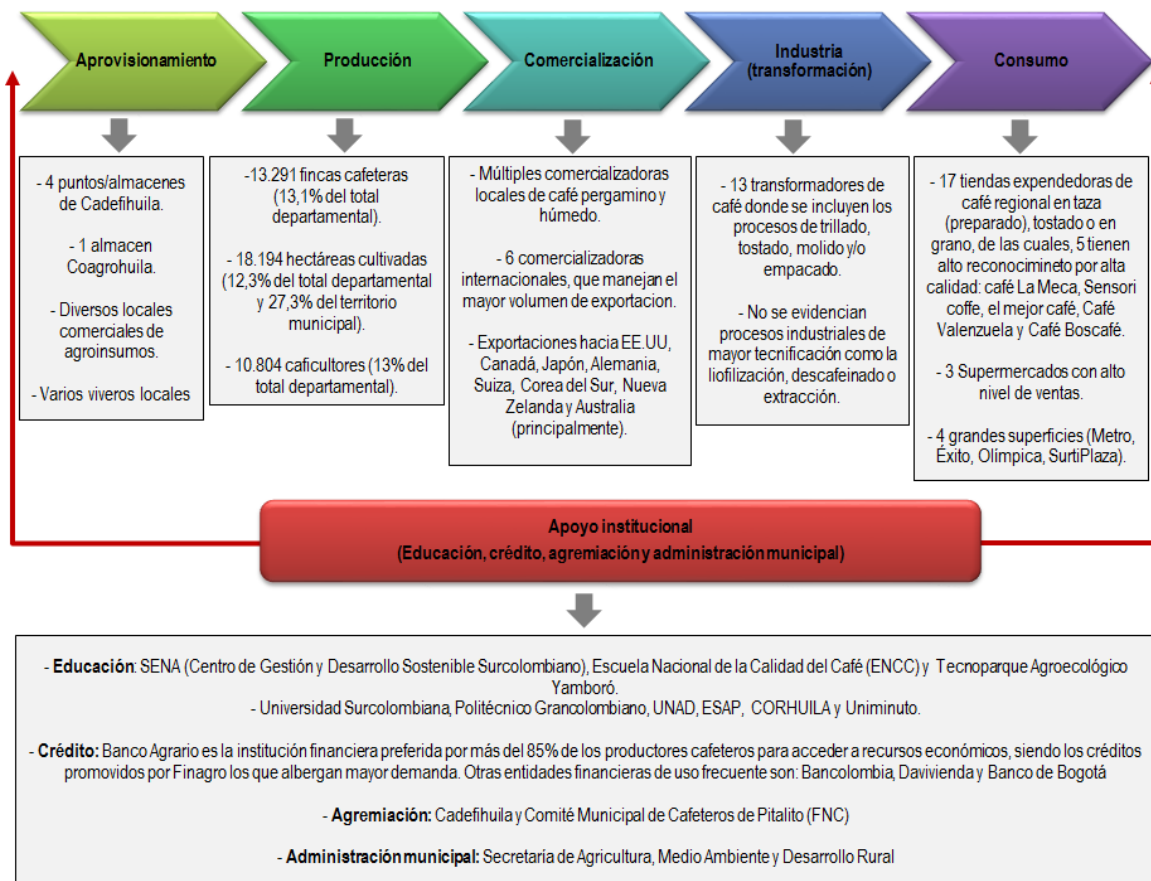 Aprovisionamiento
Producción
Comercialización
Industria
(transformación)
Consumo
- 4 puntos/almacenes
de Cadefihuila.
- 1 almacen
Coagrohuila.
- Diversos locales
comerciales de
agroinsumos.
- Varios viveros locales
-13.291 fincas cafeteras
(13,1% del total
departamental).
- 18.194 hectáreas cultivadas
(12,3% del total departamental
y 27,3% del territorio
municipal).
- 10.804 caficultores (13% del
total departamental).
- Múltiples comercializadoras
locales de café pergamino y
húmedo.
- 6 comercializadoras
internacionales, que manejan el
mayor volumen de exportacion.
- Exportaciones hacia EE.UU,
Canadá, Japón, Alemania,
Suiza, Corea del Sur, Nueva
Zelanda y Australia
(principalmente).
- 13 transformadores de
café donde se incluyen los
procesos de trillado,
tostado, molido y/o
empacado.
- No se evidencian
procesos industriales de
mayor tecnificación como la
liofilización, descafeinado o
extracción.
- 17 tiendas expendedoras de
café regional en taza
(preparado), tostado o en
grano, de las cuales, 5 tienen
alto reconocimineto por alta
calidad: café La Meca, Sensori
coffe, el mejor café, Café
Valenzuela y Café Boscafé.
- 3 Supermercados con alto
nivel de ventas.
- 4 grandes superficies (Metro,
Éxito, Olímpica, SurtiPlaza).
Apoyo institucional
(Educación, crédito, agremiación y administración municipal)
- Educación: SENA (Centro de Gestión y Desarrollo Sostenible Surcolombiano), Escuela Nacional de la Calidad del Café (ENCC) y Tecnoparque Agroecológico
Yamboró.
- Universidad Surcolombiana, Politécnico Grancolombiano, UNAD, ESAP, CORHUILA y Uniminuto.
- Crédito: Banco Agrario es la institución financiera preferida por más del 85% de los productores cafeteros para acceder a recursos económicos, siendo los créditos
promovidos por Finagro los que albergan mayor demanda. Otras entidades financieras de uso frecuente son: Bancolombia, Davivienda y Banco de Bogotá
- Agremiación: Cadefihuila y Comité Municipal de Cafeteros de Pitalito (FNC)
- Administración municipal: Secretaría de Agricultura, Medio Ambiente y Desarrollo Rural